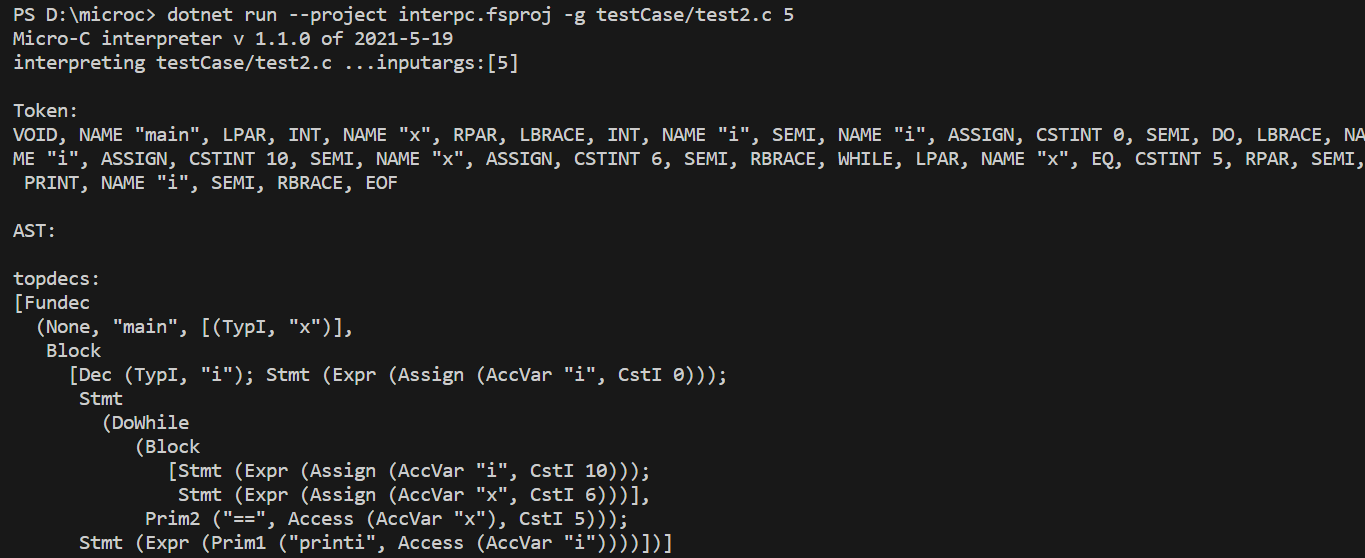 PS D:\microc> dotnet run --project interpc.fsproj -g testCase/test2.c 5
Micro-C interpreter v 1.1.0 of 2021-5-19
interpreting testCase/test2.c ...inputargs:[5]
Token:
VOID, NAME "main", LPAR, INT, NAME "x", RPAR, LBRACE, INT, NAME "i", SEMI, NAME "i", ASSIGN, CSTINT 0, SEMI, DO, LBRACE, NA
ME "i", ASSIGN, CSTINT 10, SEMI, NAME "x", ASSIGN, CSTINT 6, SEMI, RBRACE, WHILE, LPAR, NAME "x", EQ, CSTINT 5, RPAR, SEMI,
 PRINT, NAME "i", SEMI, RBRACE, EOF
AST:
topdecs:
[Fundec
  (None, "main", [(TypI, "x")],
   Block
     [Dec (TypI, "i"); Stmt (Expr (Assign (AccVar "i", CstI 0)));
      Stmt
        (DoWhile
           (Block
              [Stmt (Expr (Assign (AccVar "i", CstI 10)));
               Stmt (Expr (Assign (AccVar "x", CstI 6)))],
            Prim2 ("==", Access (AccVar "x"), CstI 5)));
      Stmt (Expr (Prim1 ("printi", Access (AccVar "i"))))])]